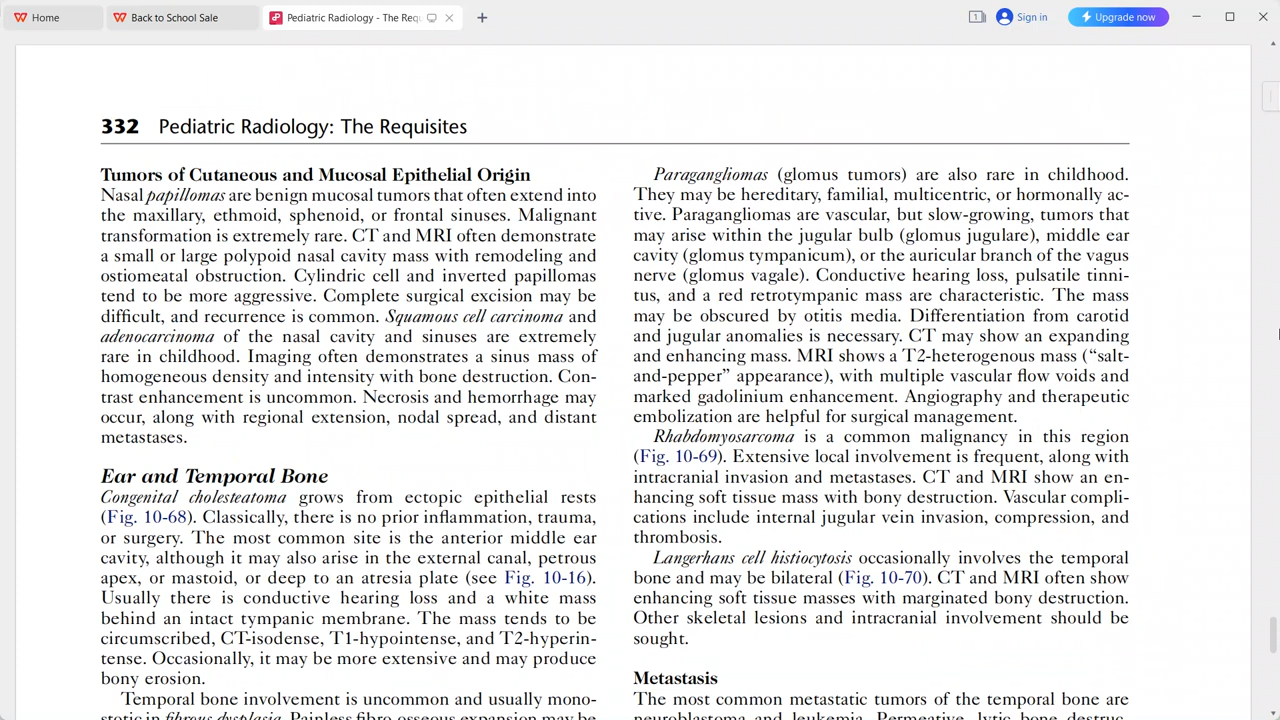 Home
Back to School Sale
Pediatric Radiology - The Requ
1
Sign in
Upgrade now
332 Pediatric Radiology: The Requisites
Tumors of Cutaneous and Mucosal Epithelial Origin
Nasal papillomas are benign mucosal tumors that often extend into
the maxillary, ethmoid, sphenoid, or frontal sinuses. Malignant
transformation is extremely rare. CT and MRI often demonstrate
a small or large polypoid nasal cavity mass with remodeling and
ostiomeatal obstruction. Cylindric cell and inverted papillomas
tend to be more aggressive. Complete surgical excision may be
difficult, and recurrence is common. Squamous cell carcinoma and
adenocarcinoma of the nasal cavity and sinuses are extremely
rare in childhood. Imaging often demonstrates a sinus mass of
homogeneous density and intensity with bone destruction. Con-
trast enhancement is uncommon. Necrosis and hemorrhage may
occur, along with regional extension, nodal spread, and distant
metastases.
Ear and Temporal Bone
Congenital cholesteatoma grows from ectopic epithelial rests
(Fig. 10-68). Classically, there is no prior inflammation, trauma,
or surgery. The most common site is the anterior middle ear
cavity, although it may also arise in the external canal, petrous
apex, or mastoid, or deep to an atresia plate (see Fig. 10-16).
Usually there is conductive hearing loss and a white mass
behind an intact tympanic membrane. The mass tends to be
circumscribed, CT-isodense, T1-hypointense, and T2-hyperin-
tense. Occasionally, it may be more extensive and may produce
bony erosion.
Temporal bone involvement is uncommon and usually mono-
stotic in fibrous dysplasia. Painless fibro-osseous expansion may be
Paragangliomas (glomus tumors) are also rare in childhood.
They may be hereditary, familial, multicentric, or hormonally ac-
tive. Paragangliomas are vascular, but slow-growing, tumors that
may arise within the jugular bulb (glomus jugulare), middle ear
cavity (glomus tympanicum), or the auricular branch of the vagus
nerve (glomus vagale). Conductive hearing loss, pulsatile tinni-
tus, and a red retrotympanic mass are characteristic. The mass
may be obscured by otitis media. Differentiation from carotid
and jugular anomalies is necessary. CT may show an expanding
and enhancing mass. MRI shows a T2-heterogenous mass (“salt-
and-pepper” appearance), with multiple vascular flow voids and
marked gadolinium enhancement. Angiography and therapeutic
embolization are helpful for surgical management.
Rhabdomyosarcoma is a common malignancy in this region
(Fig. 10-69). Extensive local involvement is frequent, along with
intracranial invasion and metastases. CT and MRI show an en-
hancing soft tissue mass with bony destruction. Vascular compli-
cations include internal jugular vein invasion, compression, and
thrombosis.
Langerhans cell histiocytosis occasionally involves the temporal
bone and may be bilateral (Fig. 10-70). CT and MRI often show
enhancing soft tissue masses with marginated bony destruction.
Other skeletal lesions and intracranial involvement should be
sought.
Metastasis
The most common metastatic tumors of the temporal bone are
neuroblastoma and leukemia. Permeative, lytic bone destruc-